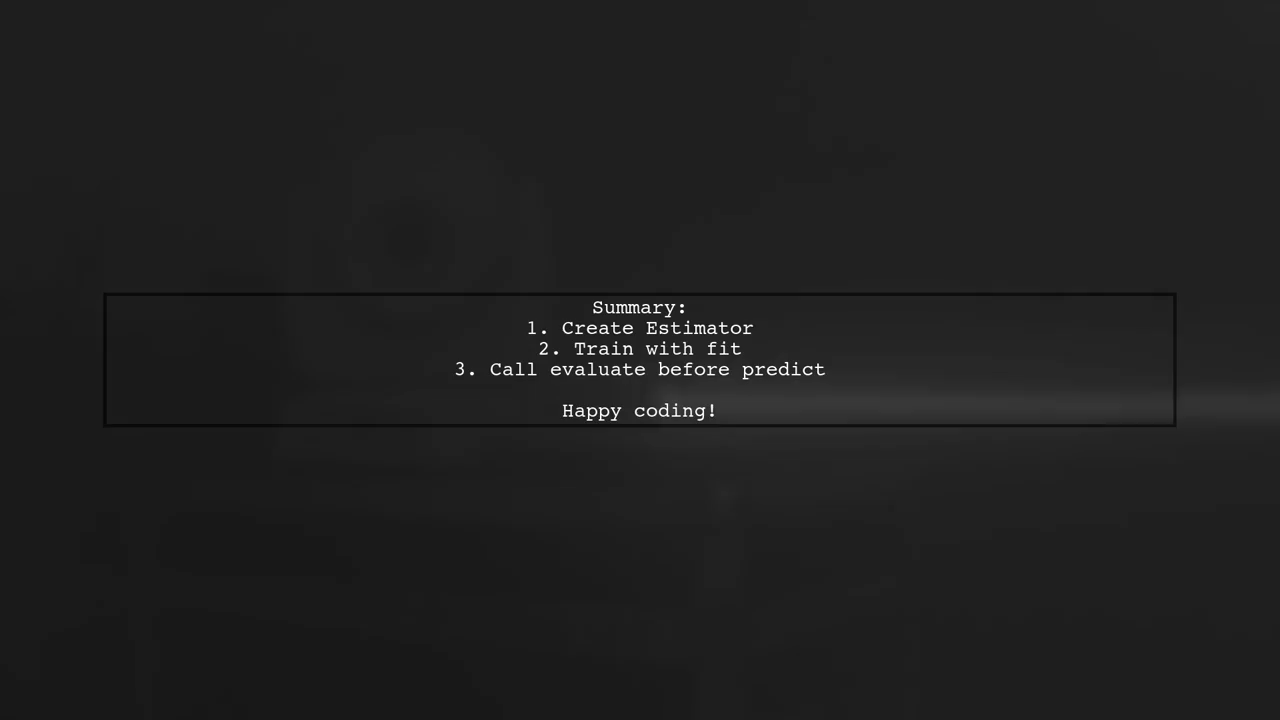 Summary:
1. Create Estimator
2. Train with fit
3. Call evaluate before predict
Happy coding!